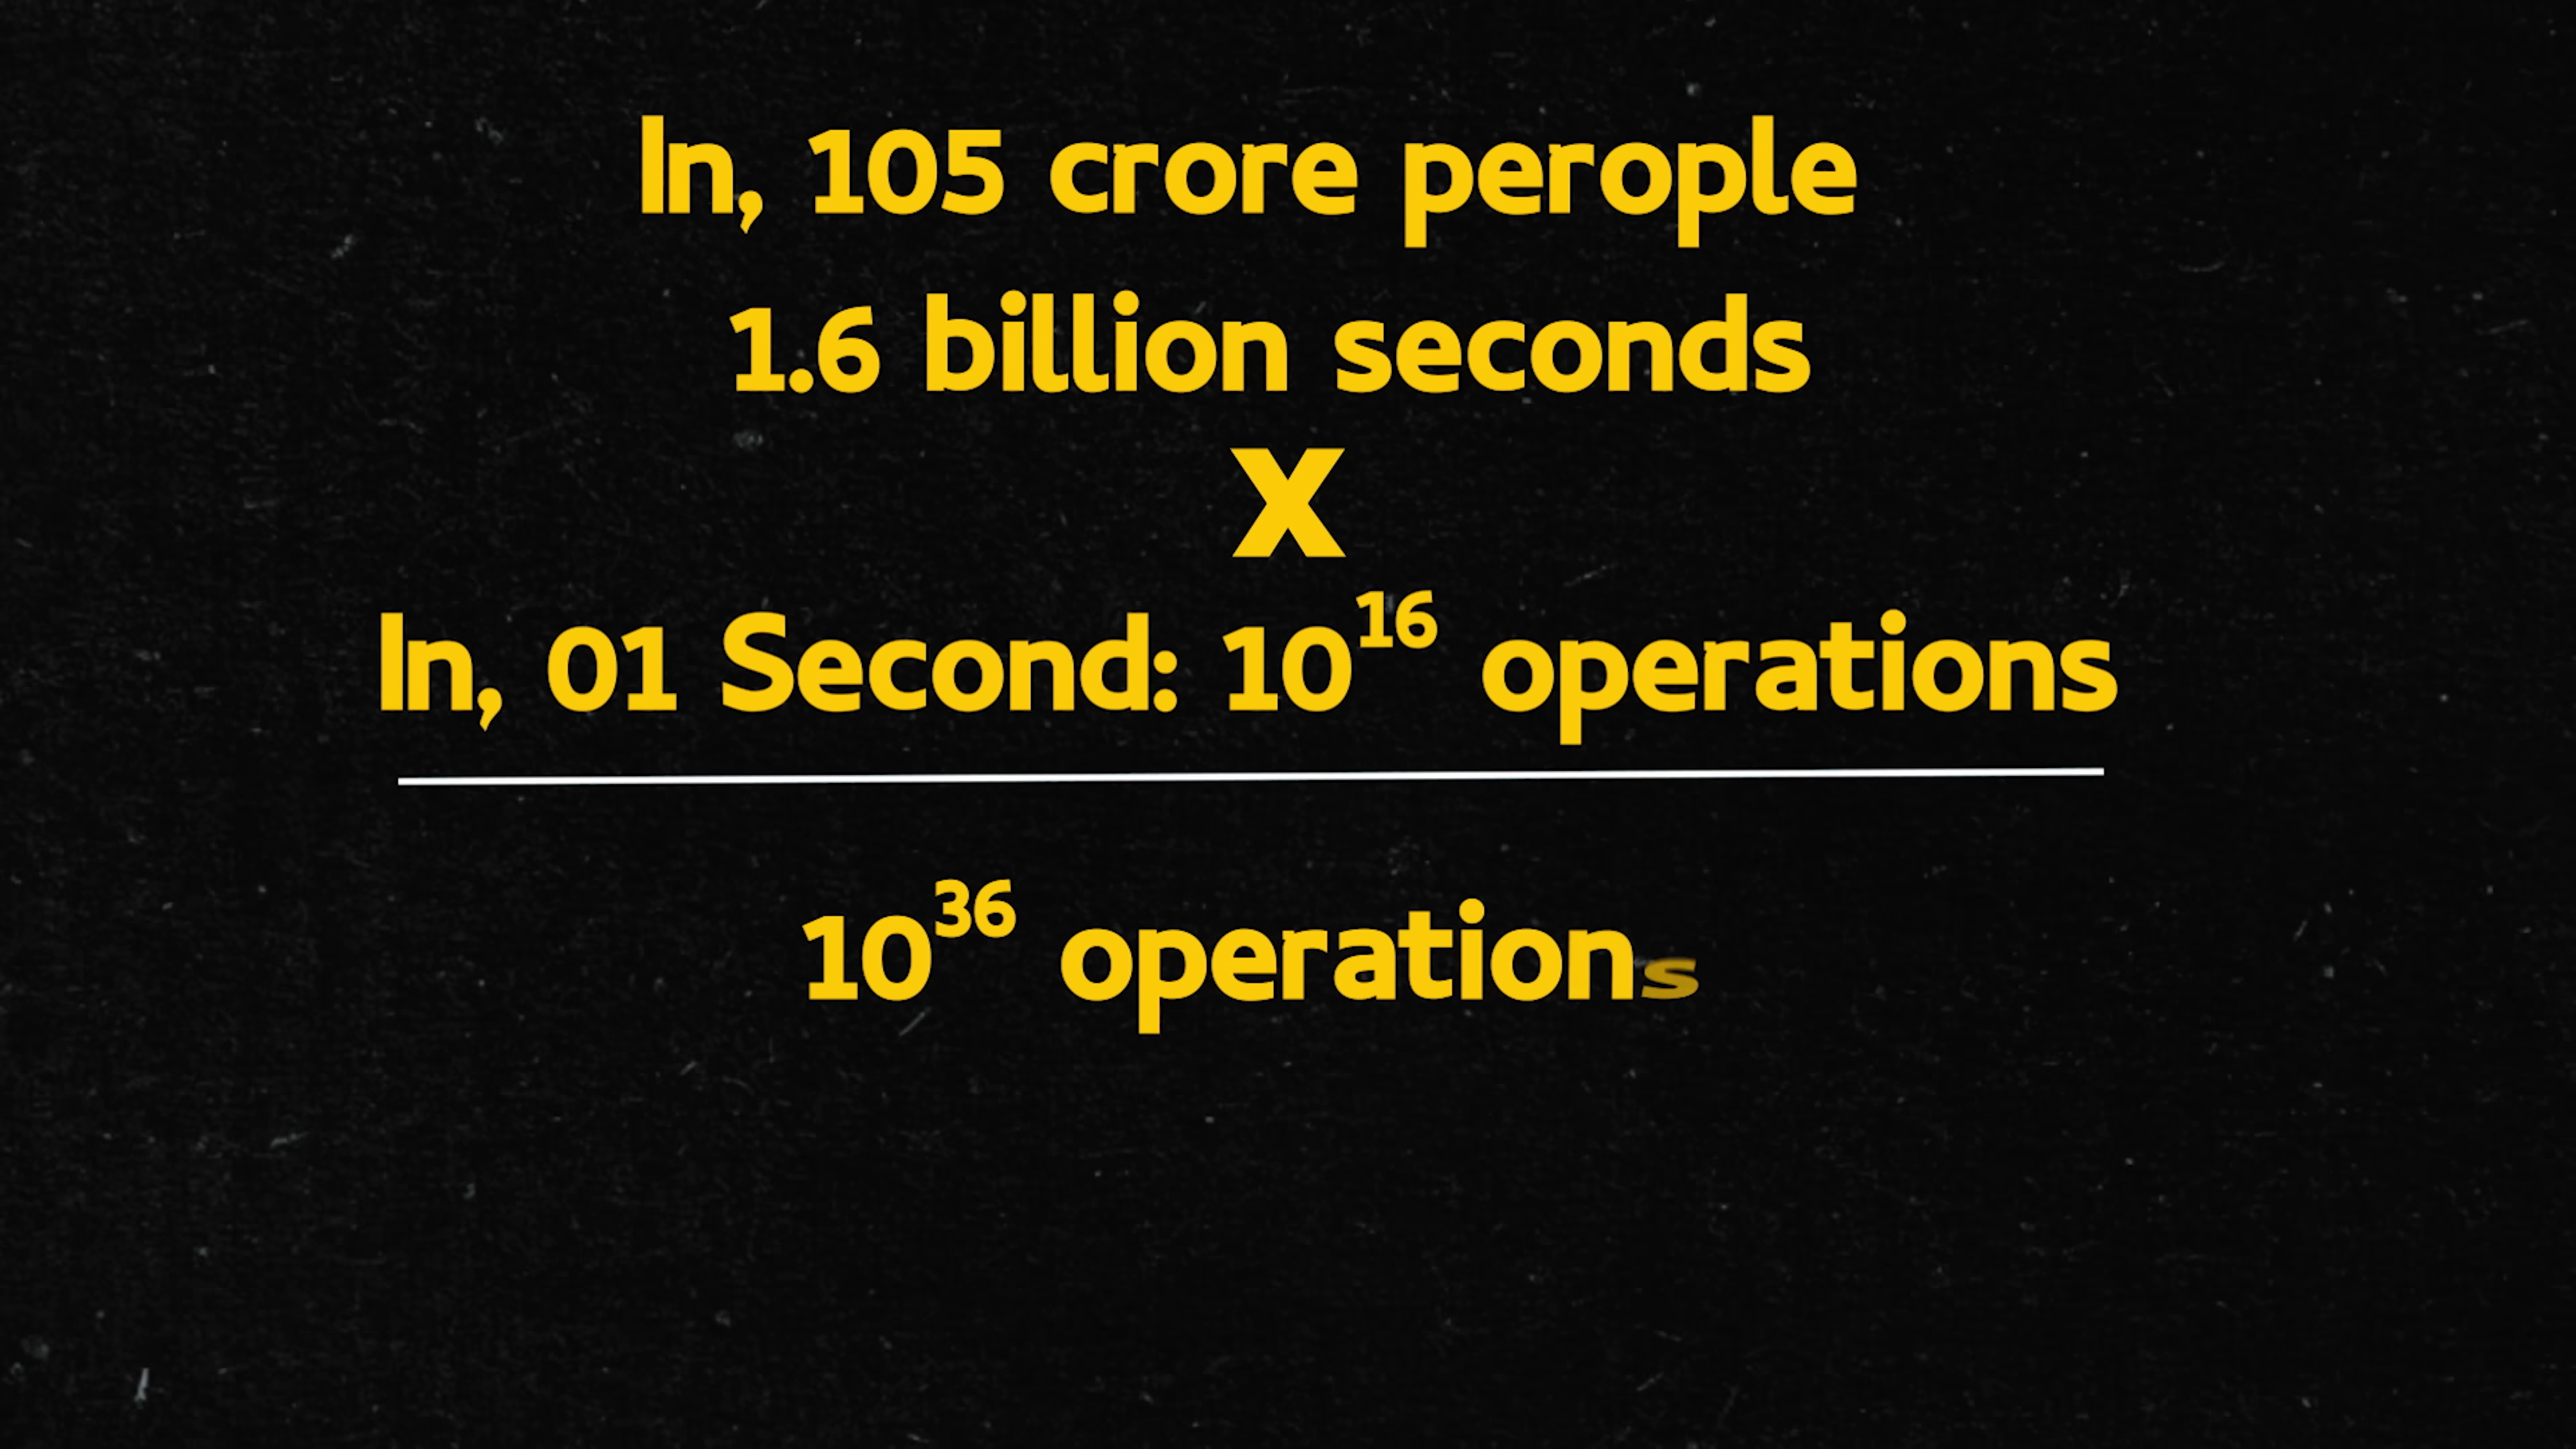 In, 105 crore perople
1.6 billion seconds
X
In, 01 Second: 10¹⁶ operations
10³⁶ operations